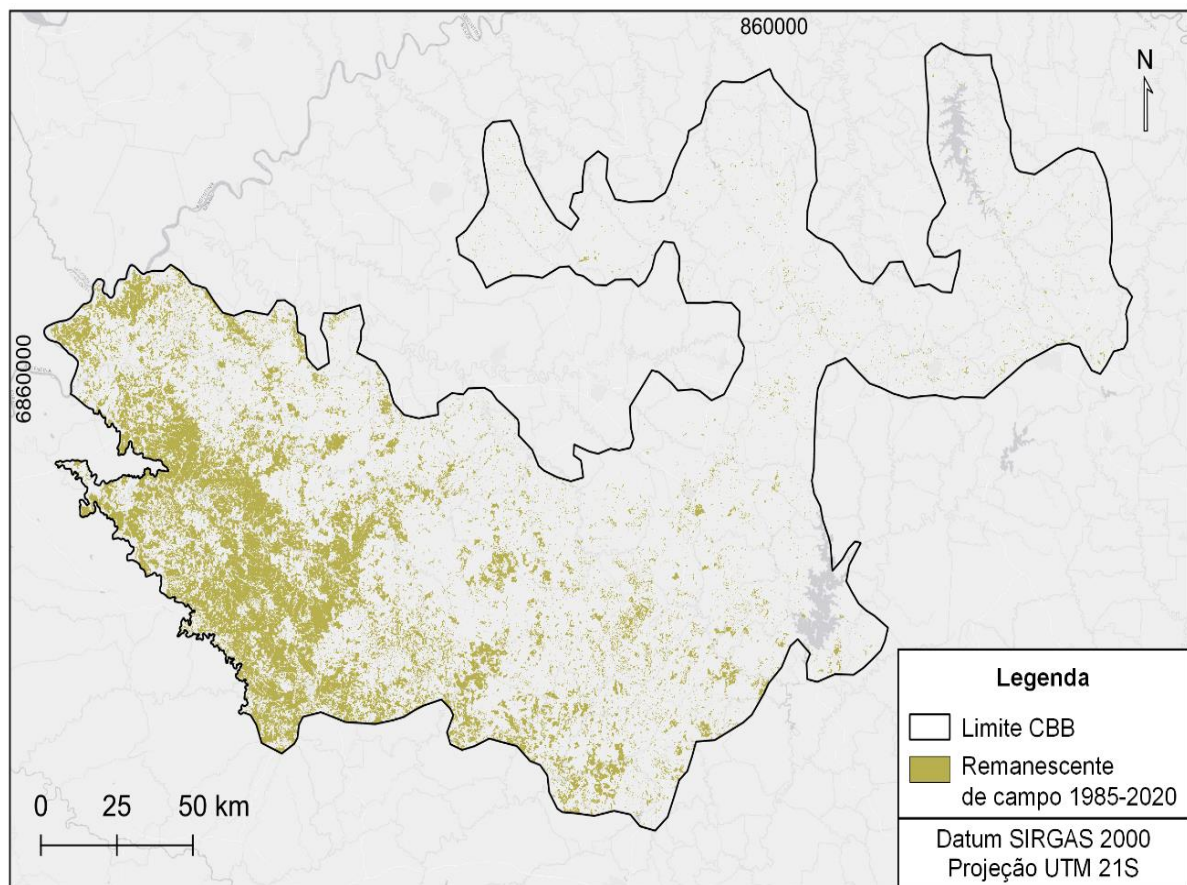 860000
N
6860000
0 25 50 km
Legenda
Limite CBB
Remanescente
de campo 1985-2020
Datum SIRGAS 2000
Projeção UTM 21S